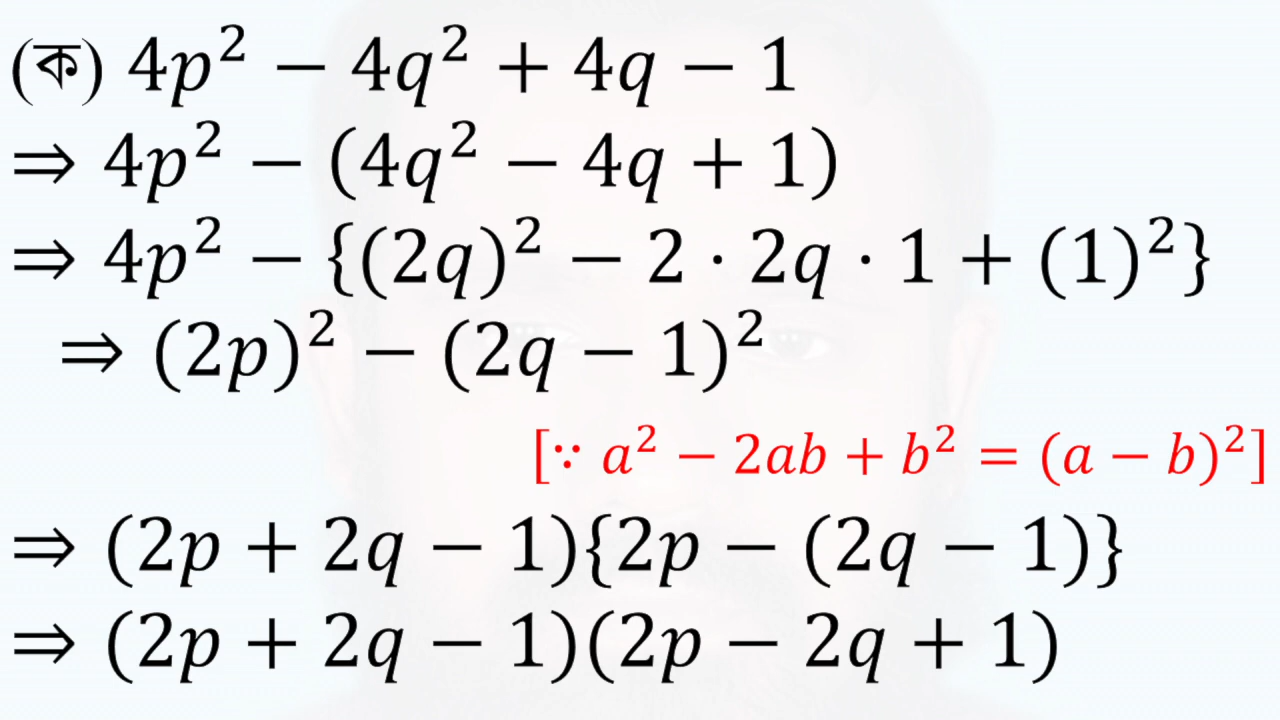 (ক) 4p² − 4q² + 4q − 1
⇒ 4p² − (4q² − 4q + 1)
⇒ 4p² − {(2q)² − 2 · 2q · 1 + (1)²}
⇒ (2p)² − (2q − 1)²
[∵ a² − 2ab + b² = (a − b)²]
⇒ (2p + 2q − 1){2p − (2q − 1)}
⇒ (2p + 2q − 1)(2p − 2q + 1)